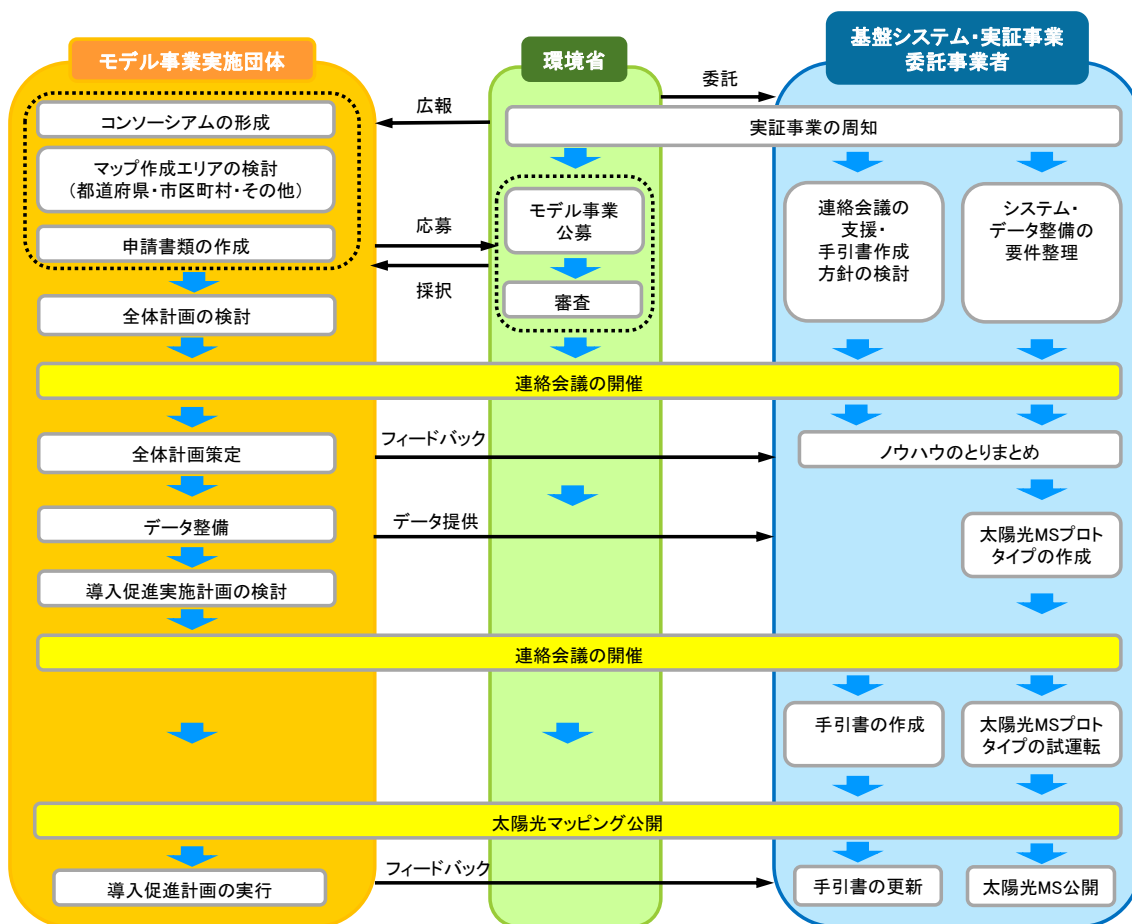 モデル事業実施団体
環境省
基盤システム・実証事業
委託事業者
委託
広報
コンソーシアムの形成
実証事業の周知
マップ作成エリアの検討
(都道府県・市区町村・その他)
申請書類の作成
応募
採択
モデル事業
公募
審査
連絡会議の
支援・
手引書作成
方針の検討
システム・
データ整備の
要件整理
全体計画の検討
連絡会議の開催
全体計画策定
フィードバック
ノウハウのとりまとめ
データ整備
データ提供
太陽光MSプロト
タイプの作成
導入促進実施計画の検討
連絡会議の開催
手引書の作成
太陽光MSプロト
タイプの試運転
太陽光マッピング公開
導入促進計画の実行
フィードバック
手引書の更新
太陽光MS公開